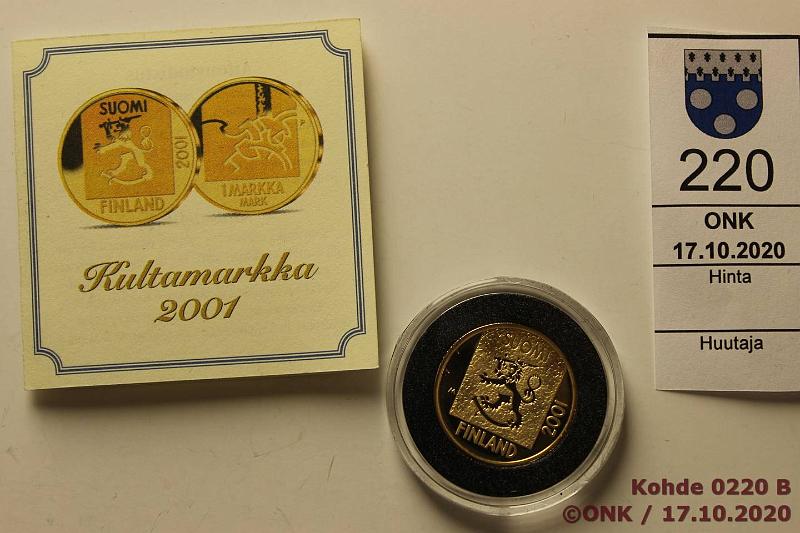 SUOMI
2001
FINLAND
1 MARKKA
MARK
Kultamarkka
2001
220
ONK
17.10.2020
Hinta
Huutaja
SUOMI
2001
FINLAND
Kohde 0220 B
©ONK / 17.10.2020